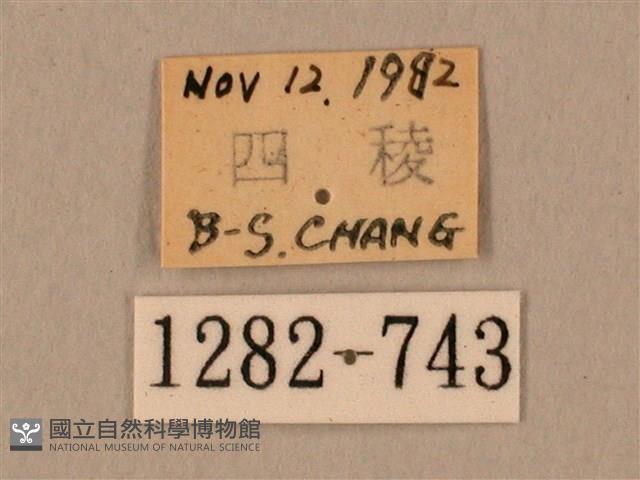 NOV 12. 1982
四 稜
B-S. CHANG
1282-743
國立自然科學博物館
NATIONAL MUSEUM OF NATURAL SCIENCE